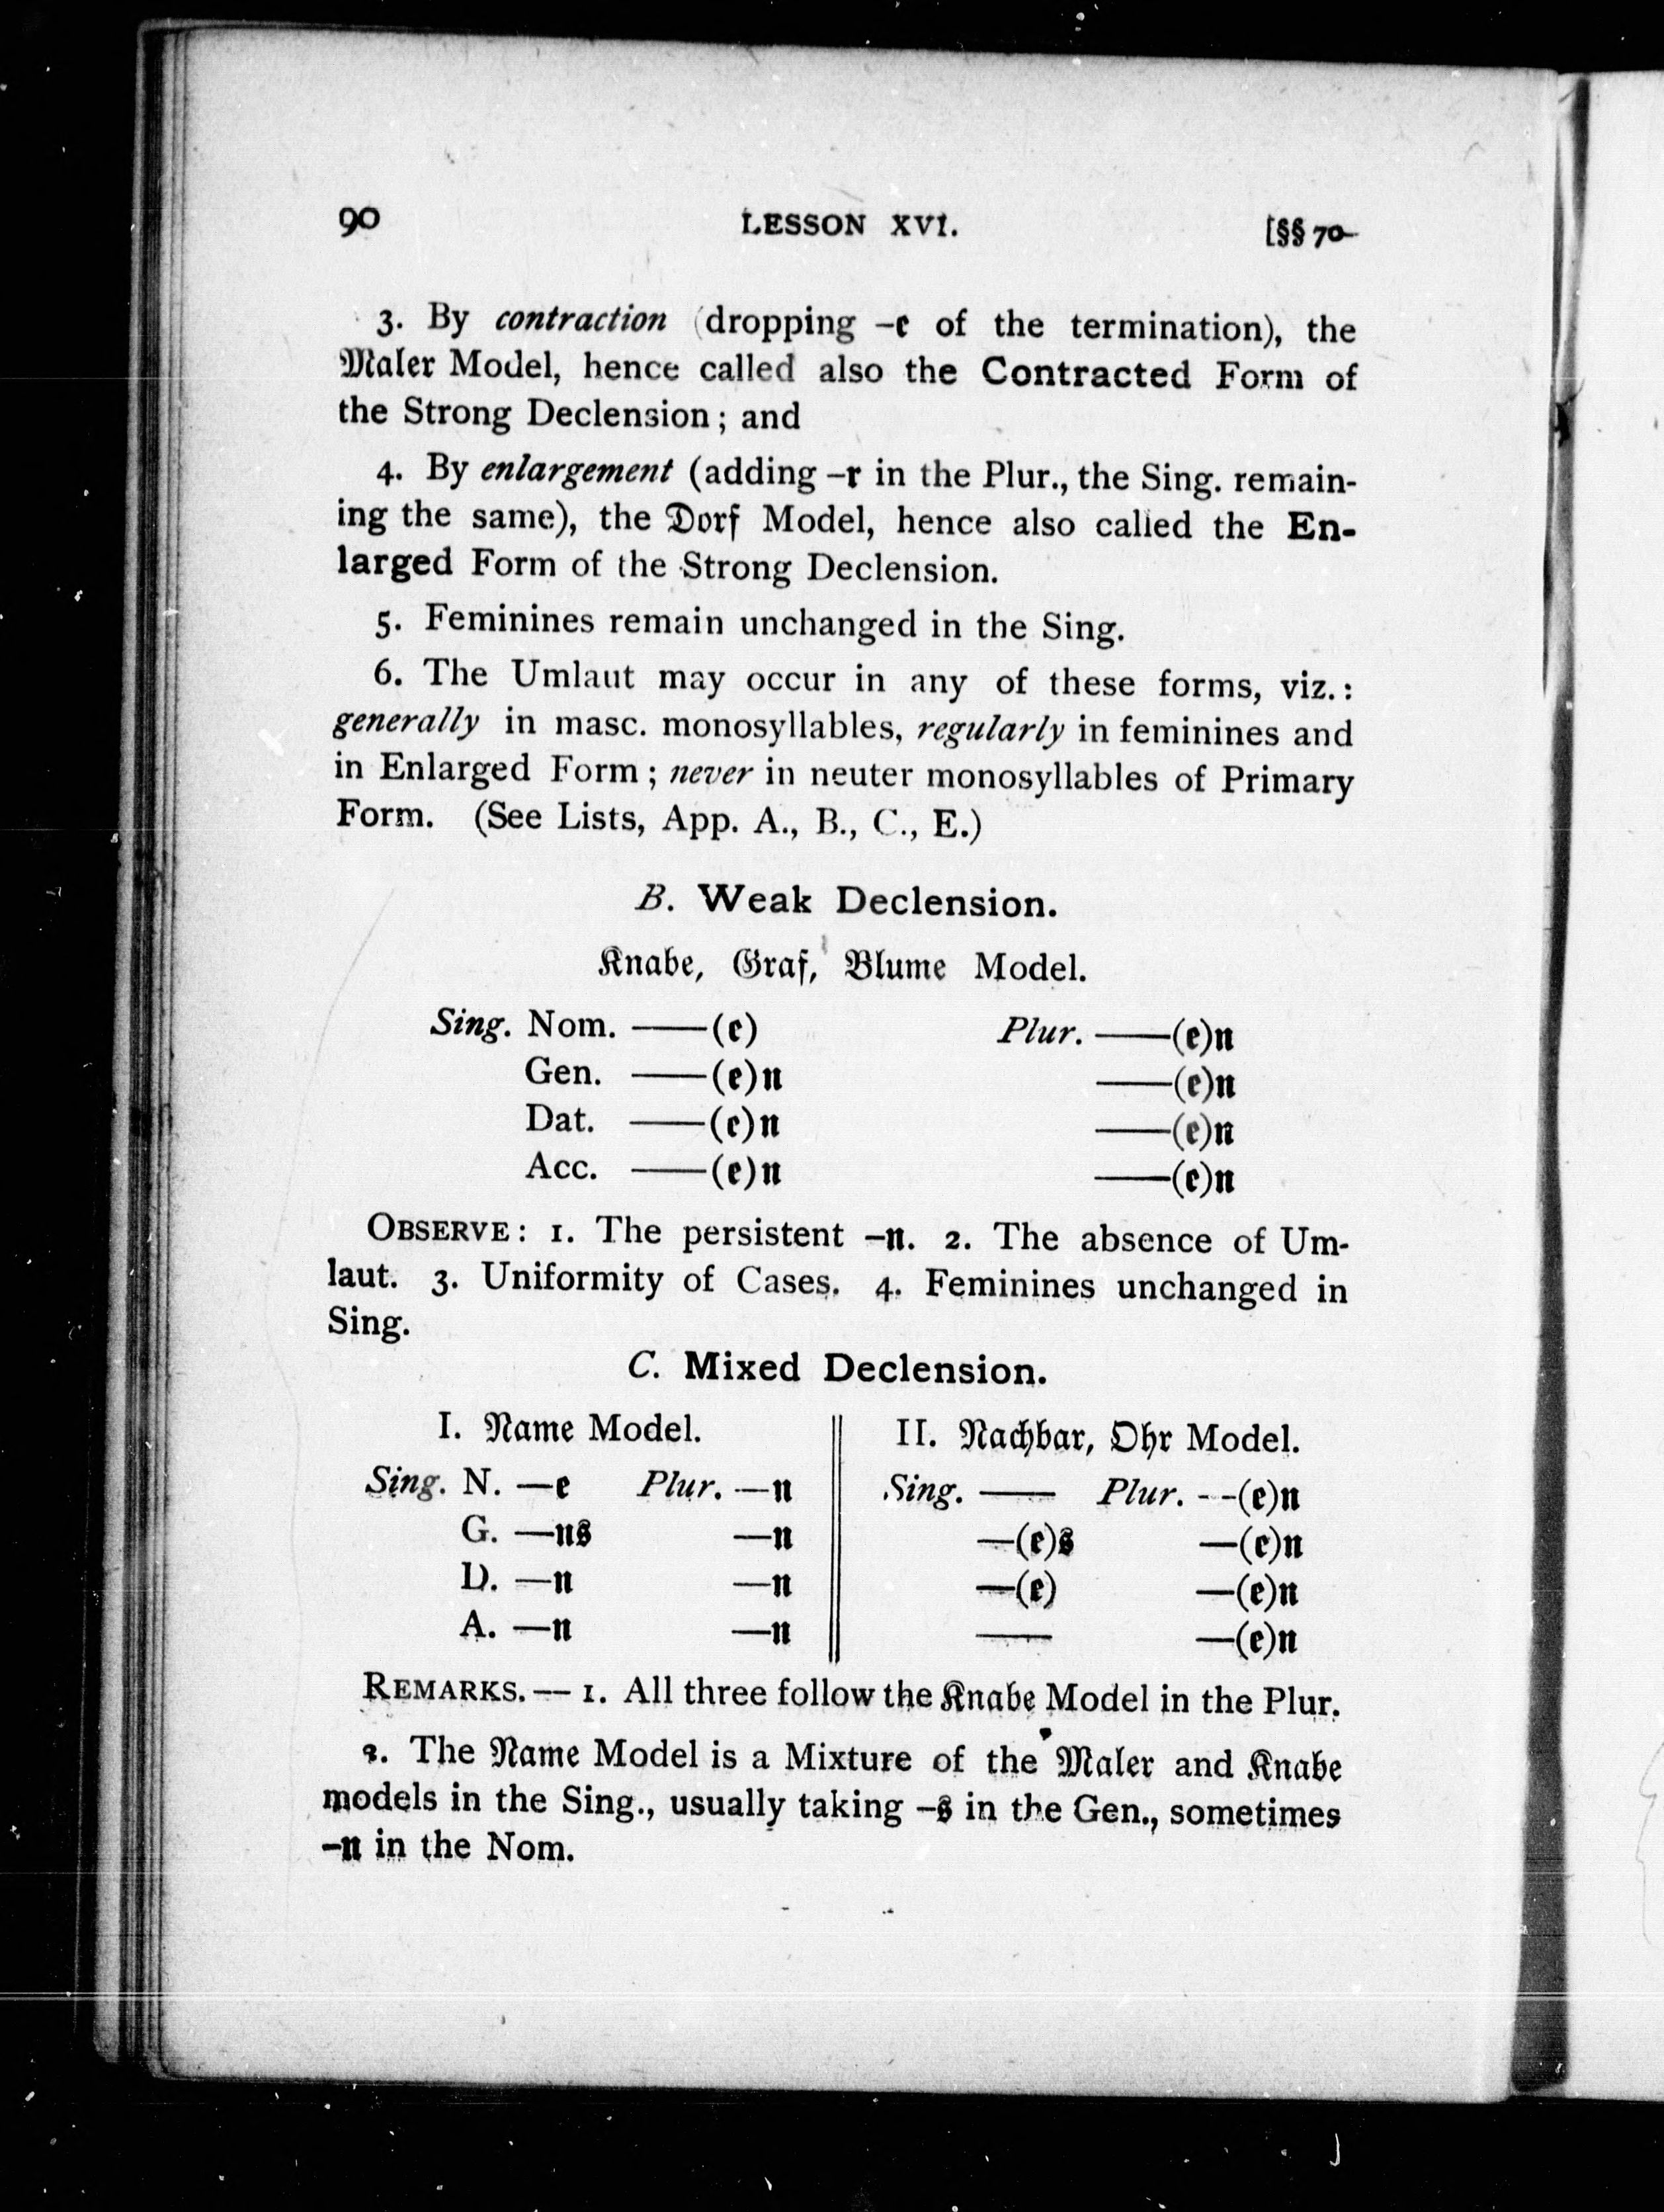 90 LESSON XVI. [§§ 70-
3. By contraction (dropping –e of the termination), the
Maler Model, hence called also the Contracted Form of
the Strong Declension; and
4. By enlargement (adding –r in the Plur., the Sing. remain-
ing the same), the Dorf Model, hence also called the En-
larged Form of the Strong Declension.
5. Feminines remain unchanged in the Sing.
6. The Umlaut may occur in any of these forms, viz.:
generally in masc. monosyllables, regularly in feminines and
in Enlarged Form; never in neuter monosyllables of Primary
Form. (See Lists, App. A., B., C., E.)
B. Weak Declension.
Knabe, Graf, Blume Model.
Sing. Nom. ——(e) Plur. ——(e)n
Gen. ——(e)n ——(e)n
Dat. ——(e)n ——(e)n
Acc. ——(e)n ——(e)n
OBSERVE: 1. The persistent –n. 2. The absence of Um-
laut. 3. Uniformity of Cases. 4. Feminines unchanged in
Sing.
C. Mixed Declension.
I. Name Model. II. Nachbar, Ohr Model.
Sing. N. —e Plur. —n Sing. —— Plur. —(e)n
G. —ns —n —(e)s —(e)n
D. —n —n —(e) —(e)n
A. —n —n —— —(e)n
REMARKS.— 1. All three follow the Knabe Model in the Plur.
2. The Name Model is a Mixture of the Maler and Knabe
models in the Sing., usually taking –s in the Gen., sometimes
–n in the Nom.